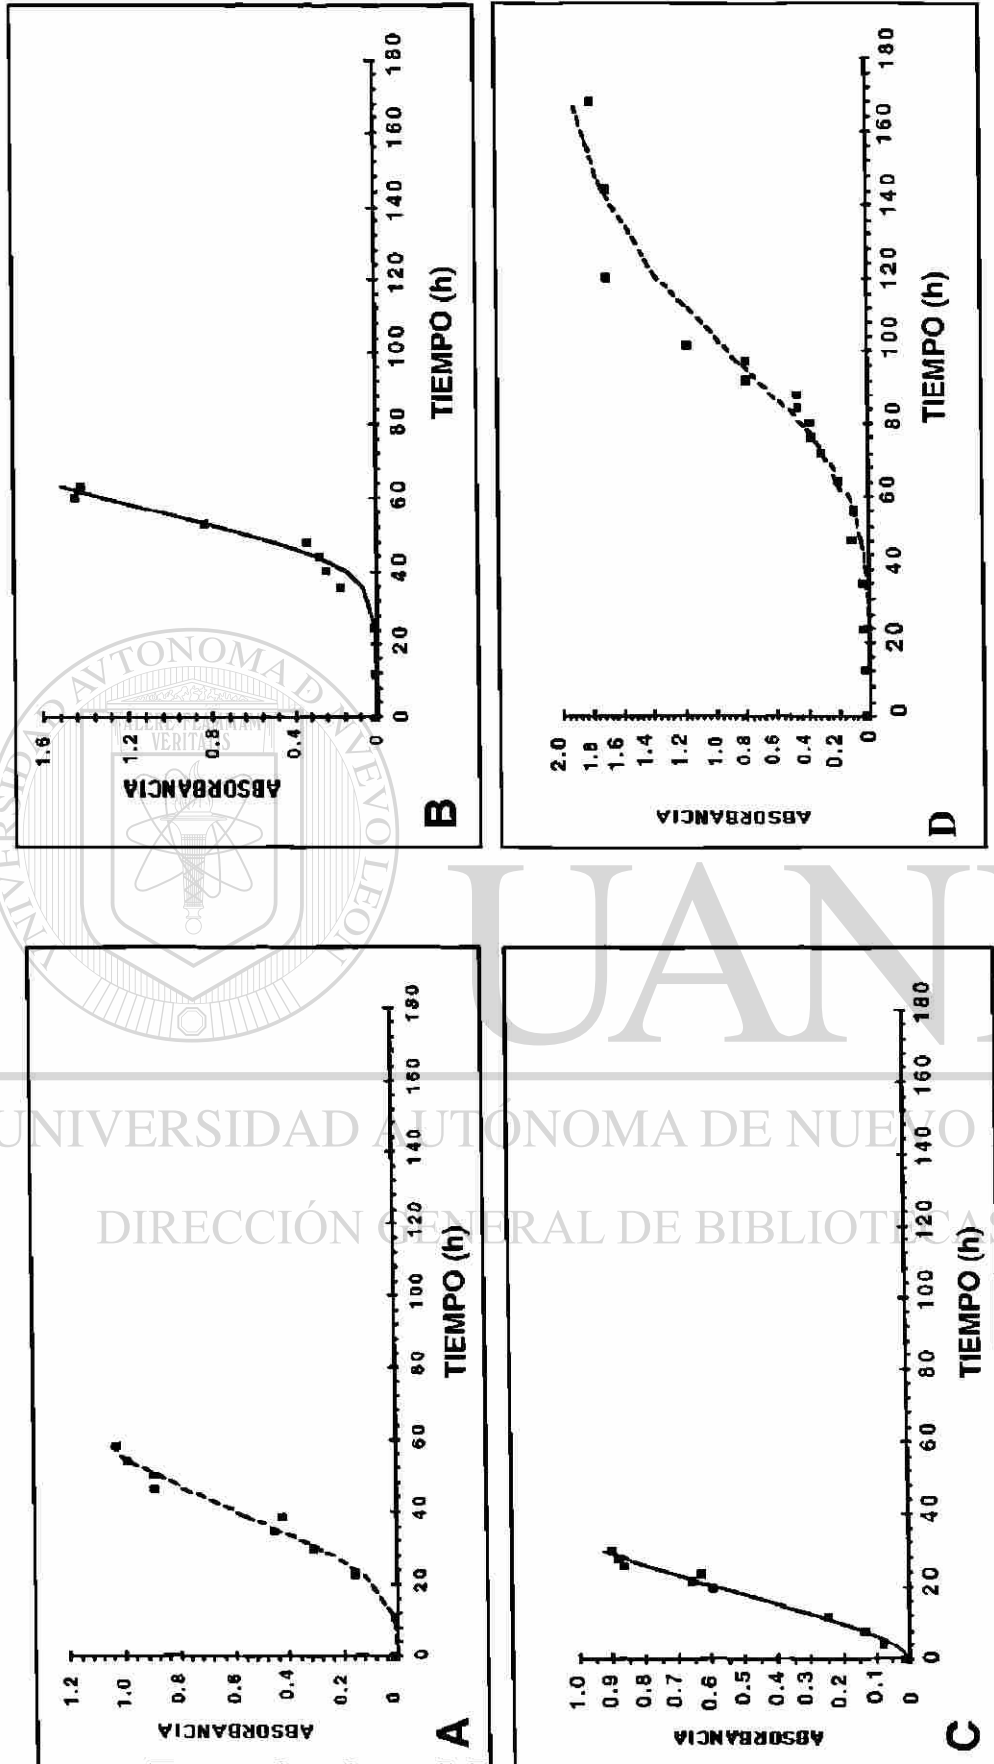 A
ABSORBANCIA
1.2
1.0
0.8
0.6
0.4
0.2
0
0 20 40 60 80 100 120 140 160 180
TIEMPO (h)
B
ABSORBANCIA
1.6
1.2
0.8
0.4
0
0 20 40 60 80 100 120 140 160 180
TIEMPO (h)
C
ABSORBANCIA
1.0
0.9
0.8
0.7
0.6
0.5
0.4
0.3
0.2
0.1
0
0 20 40 60 80 100 120 140 160 180
TIEMPO (h)
D
ABSORBANCIA
2.0
1.8
1.6
1.4
1.2
1.0
0.8
0.6
0.4
0.2
0
0 20 40 60 80 100 120 140 160 180
TIEMPO (h)
UNIVERSIDAD AVTONOMA D NVEVO LEON
VERITATIS
UANL
UNIVERSIDAD AUTÓNOMA DE NUEVO
DIRECCIÓN GENERAL DE BIBLIOTECAS